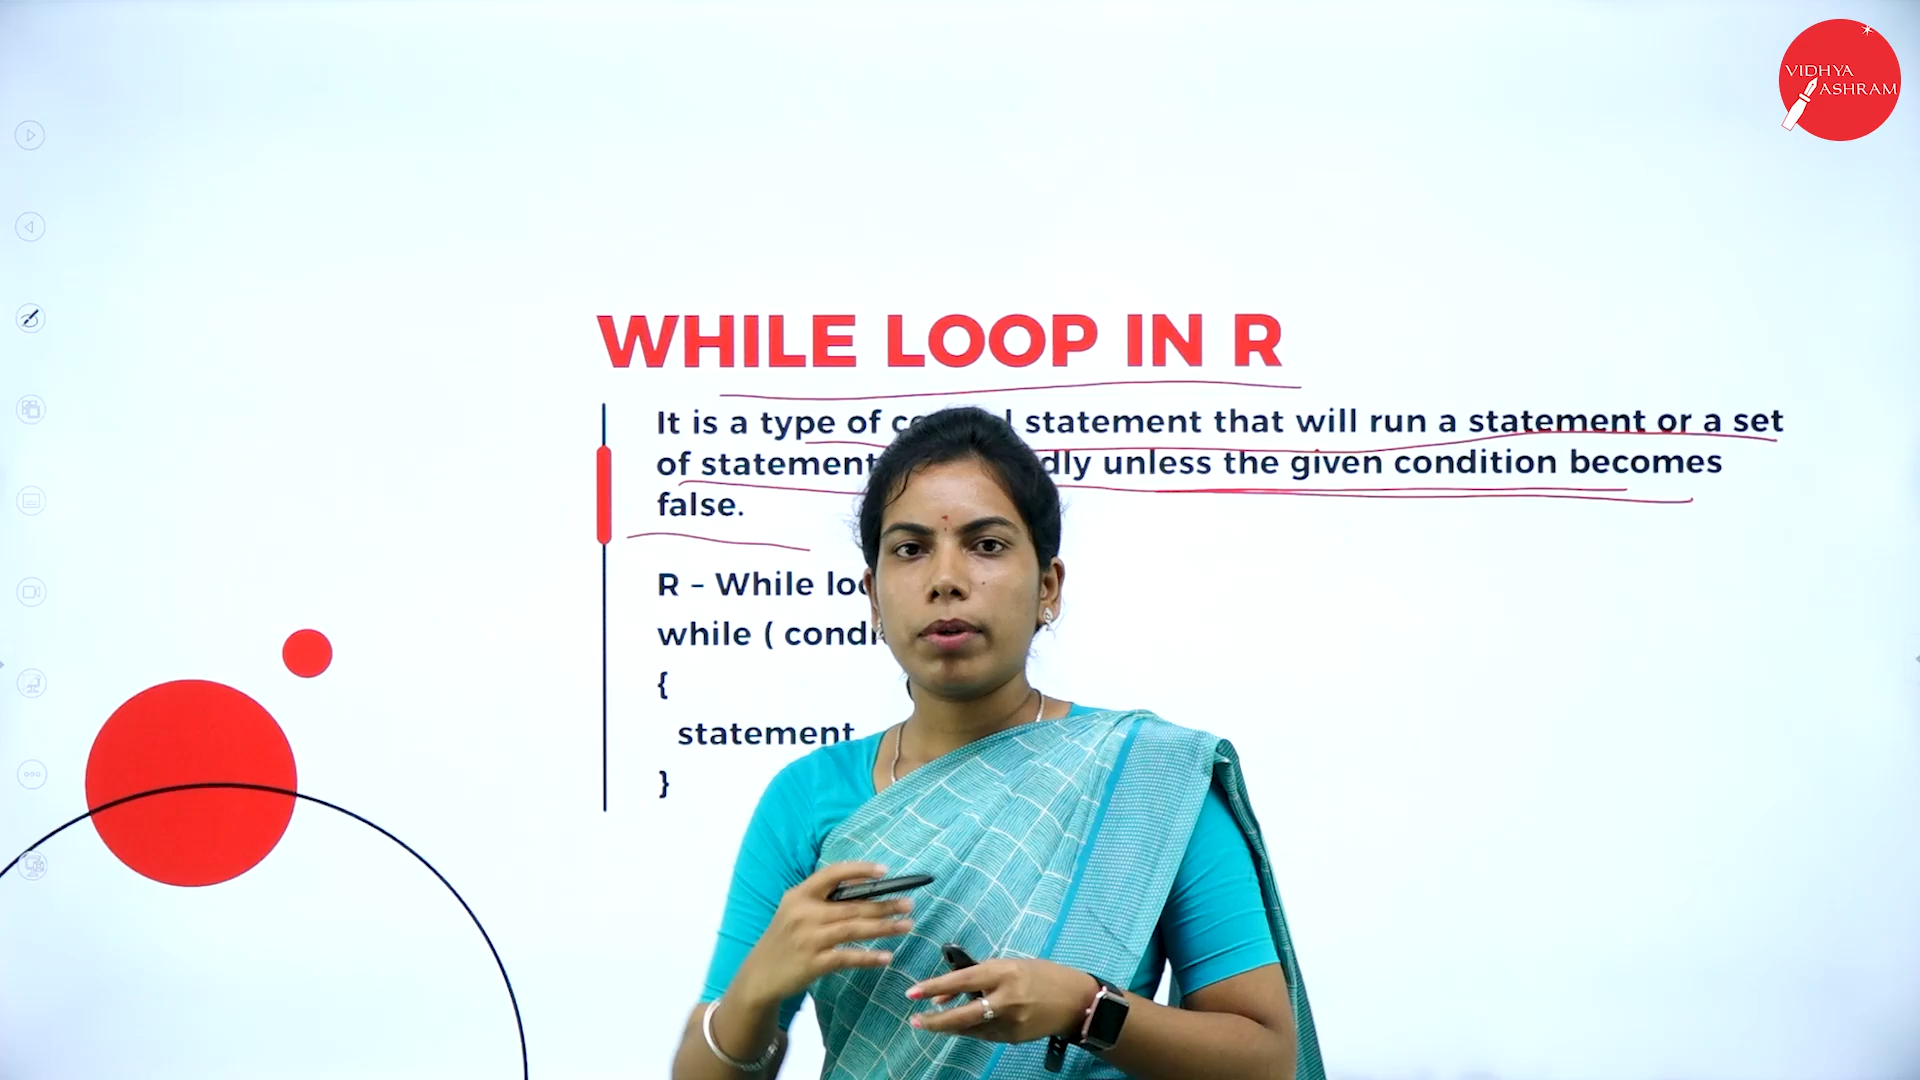 VIDHYA
ASHRAM
WHILE LOOP IN R
It is a type of statement that will run a statement or a set
of statement unless the given condition becomes
false.
R – While
while (
{
statement
}